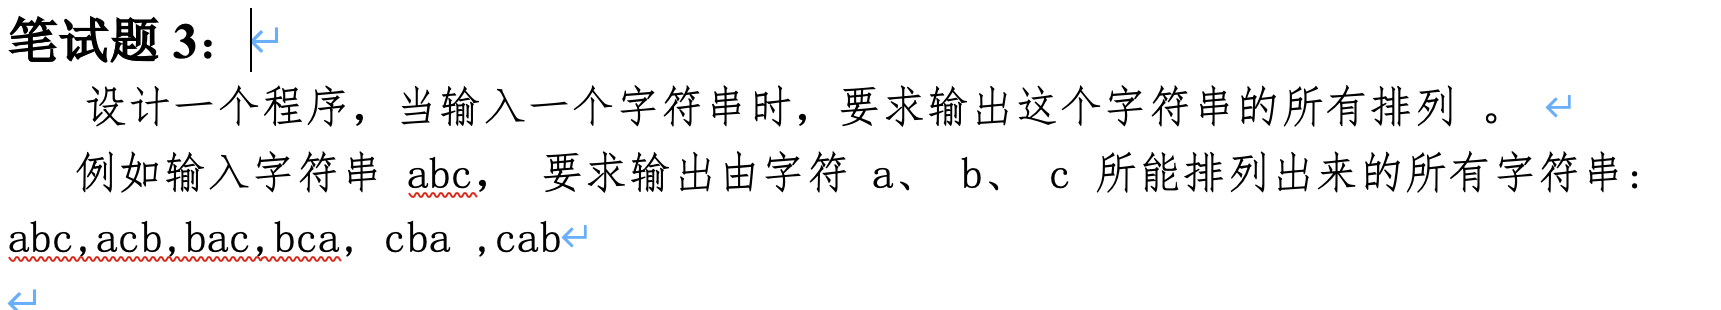 笔试题 3：
设计一个程序，当输入一个字符串时，要求输出这个字符串的所有排列 。
例如输入字符串 abc， 要求输出由字符 a、 b、 c 所能排列出来的所有字符串：
abc,acb,bac,bca, cba ,cab